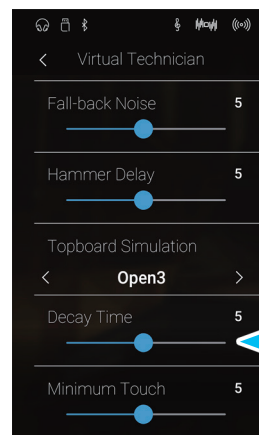 Virtual Technician
Fall-back Noise 5
Hammer Delay 5
Topboard Simulation
< Open3 >
Decay Time 5
Minimum Touch 5